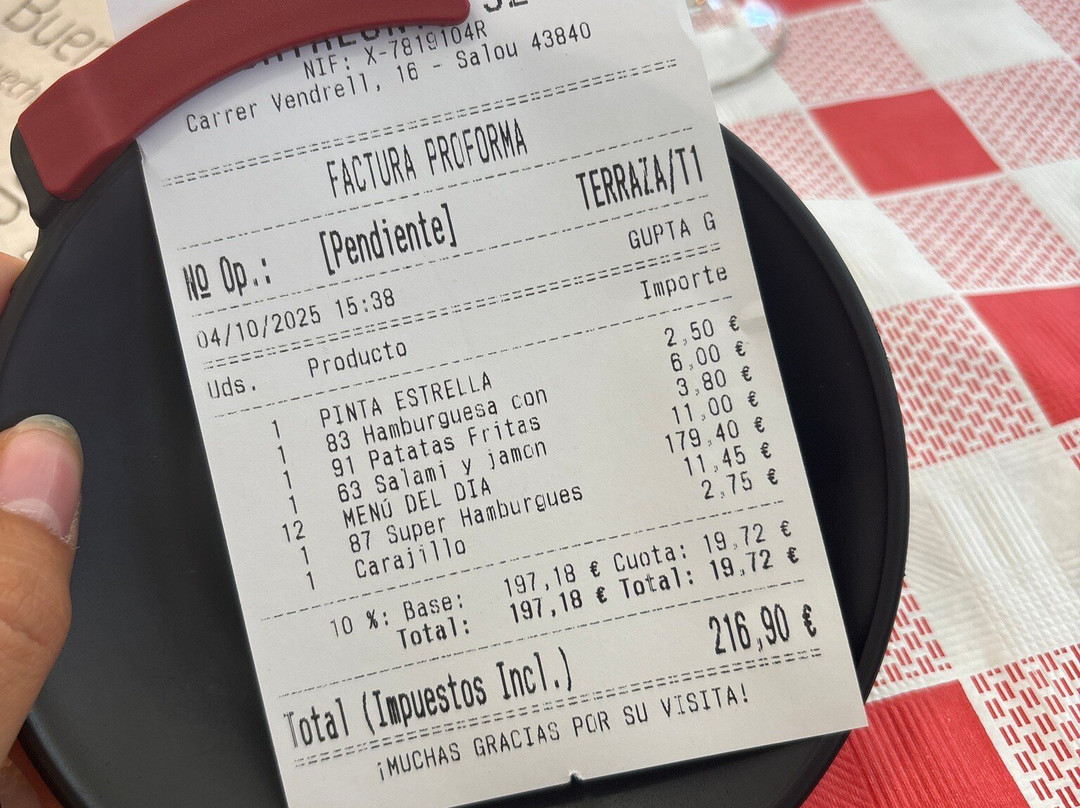 SL
NIF: X-7819104R
Carrer Vendrell, 16 - Salou 43840
FACTURA PROFORMA
TERRAZA/T1
Nº Op.: [Pendiente]
GUPTA G
04/10/2025 15:38
Uds. Producto Importe
1 PINTA ESTRELLA 2,50 €
1 83 Hamburguesa con 6,00 €
1 91 Patatas Fritas 3,80 €
1 63 Salami y jamon 11,00 €
12 MENÚ DEL DÍA 179,40 €
1 87 Super Hamburgues 11,45 €
1 Carajillo 2,75 €
10 %: Base: 197,18 € Cuota: 19,72 €
Total: 197,18 € Total: 19,72 €
Total (Impuestos Incl.) 216,90 €
¡MUCHAS GRACIAS POR SU VISITA!